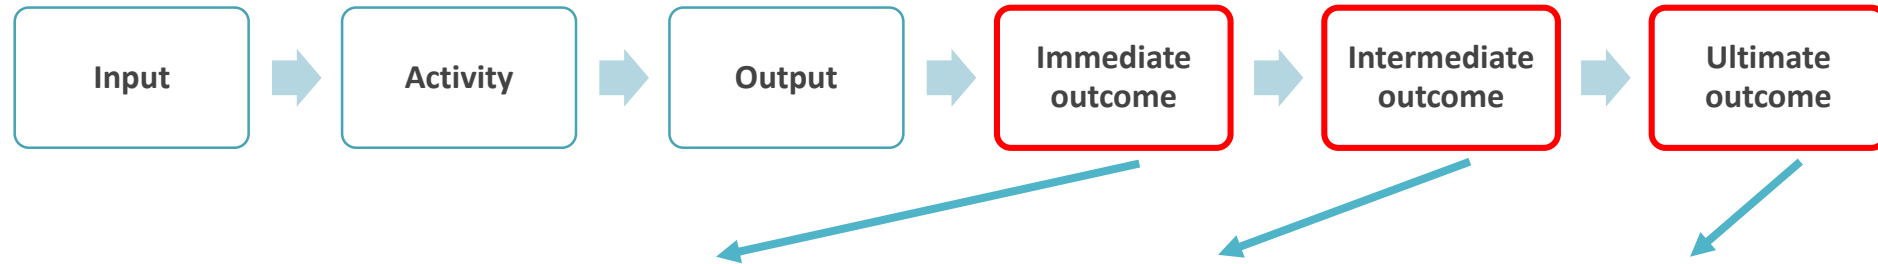 Input
Activity
Output
Immediate
outcome
Intermediate
outcome
Ultimate
outcome